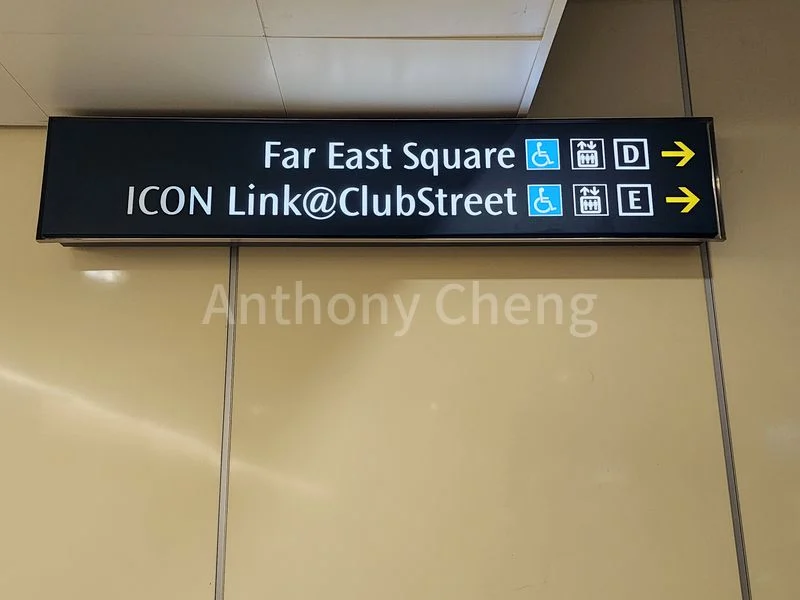 Far East Square D
ICON Link@ClubStreet E
Anthony Cheng